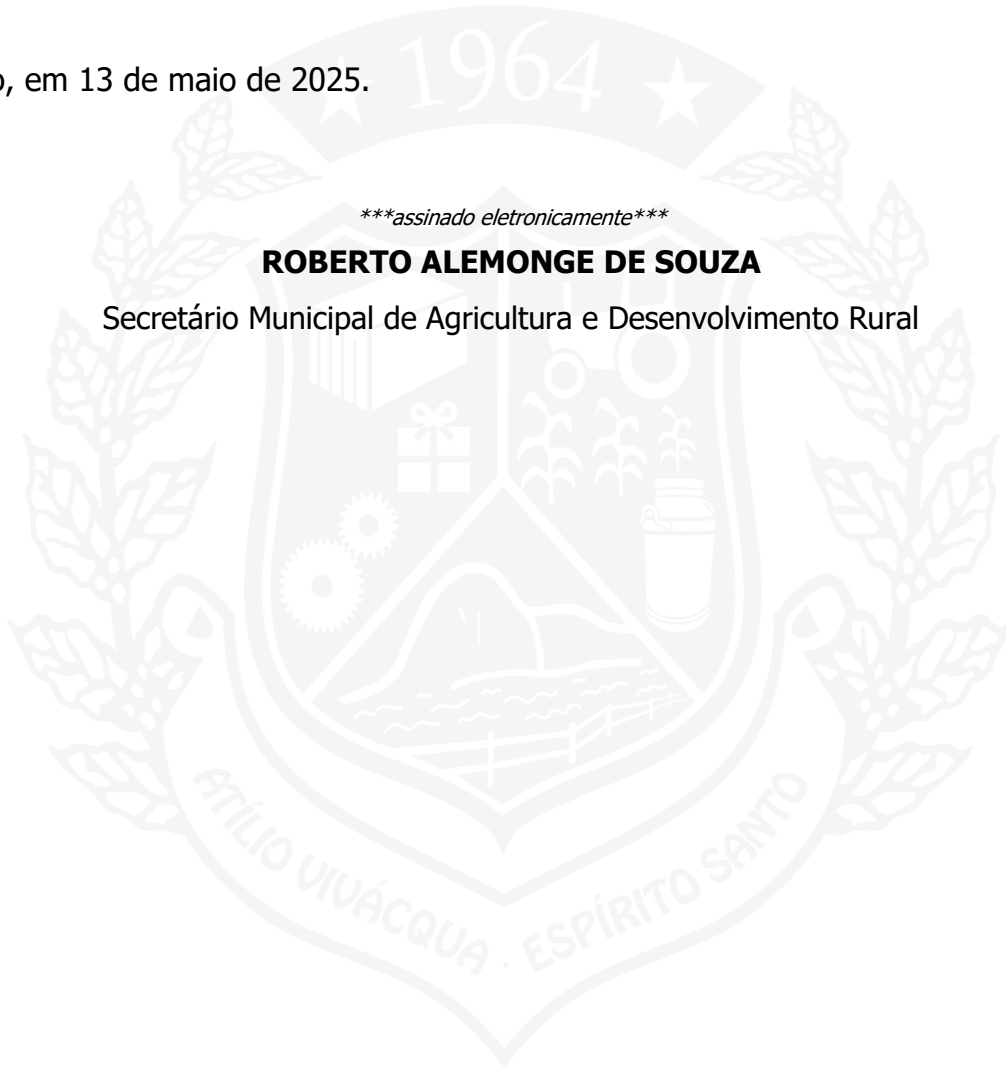 1964
o, em 13 de maio de 2025.
***assinado eletronicamente***
ROBERTO ALEMONGE DE SOUZA
Secretário Municipal de Agricultura e Desenvolvimento Rural
ATÍLIO VIVÁCQUA . ESPÍRITO SANTO